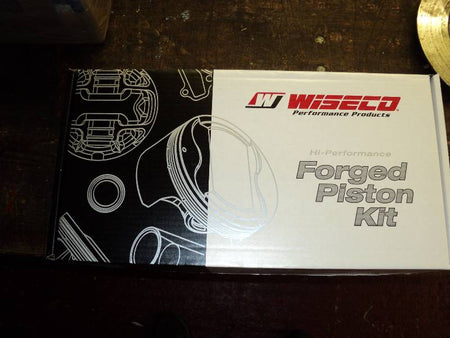 W WISECO
Performance Products
Hi-Performance
Forged
Piston
Kit